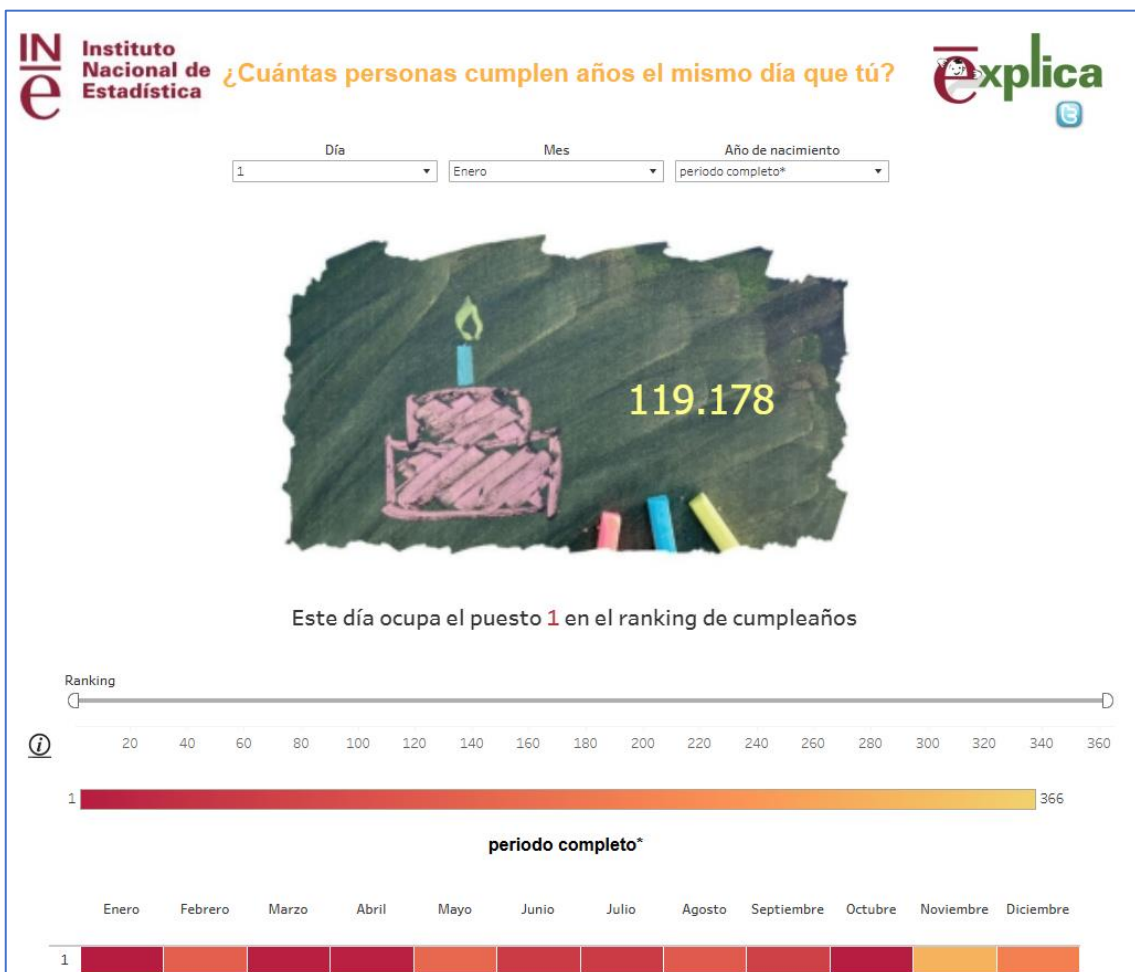 INe
Instituto
Nacional de
Estadística
¿Cuántas personas cumplen años el mismo día que tú?
explica
Día
Mes
Año de nacimiento
1
Enero
periodo completo*
119.178
Este día ocupa el puesto 1 en el ranking de cumpleaños
Ranking
i 20 40 60 80 100 120 140 160 180 200 220 240 260 280 300 320 340 360
1 366
periodo completo*
Enero Febrero Marzo Abril Mayo Junio Julio Agosto Septiembre Octubre Noviembre Diciembre
1